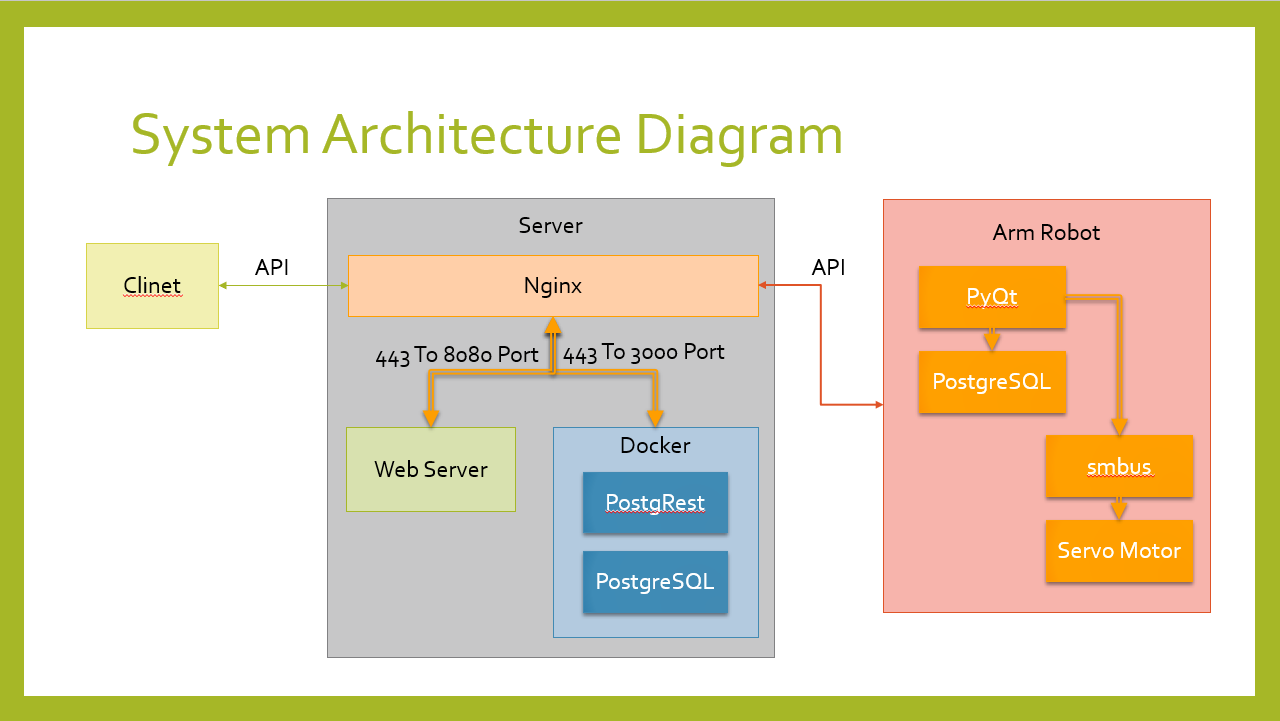 System Architecture Diagram
Clinet
API
Server
Nginx
443 To 8080 Port
443 To 3000 Port
Web Server
Docker
PostgRest
PostgreSQL
API
Arm Robot
PyQt
PostgreSQL
smbus
Servo Motor